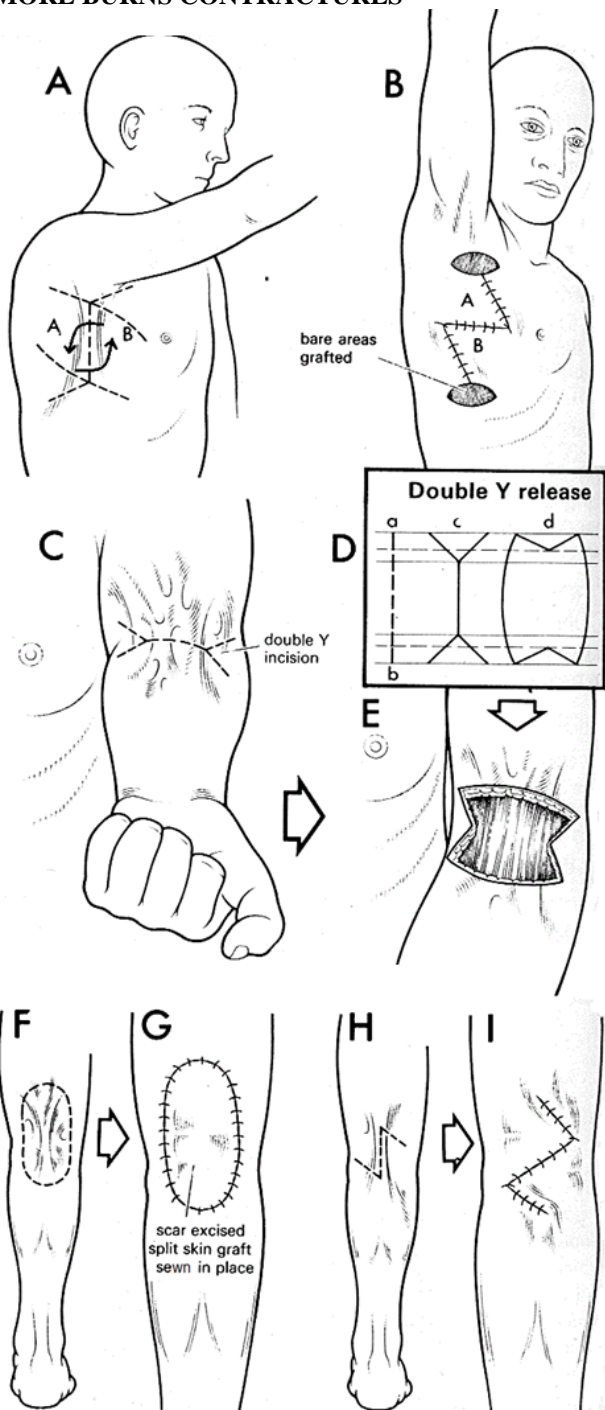 MORE BURNS CONTRACTURES
A
B
A
B
A
B
bare areas
grafted
C
double Y
incision
D
Double Y release
a
c
d
b
E
F
G
H
I
scar excised
split skin graft
sewn in place